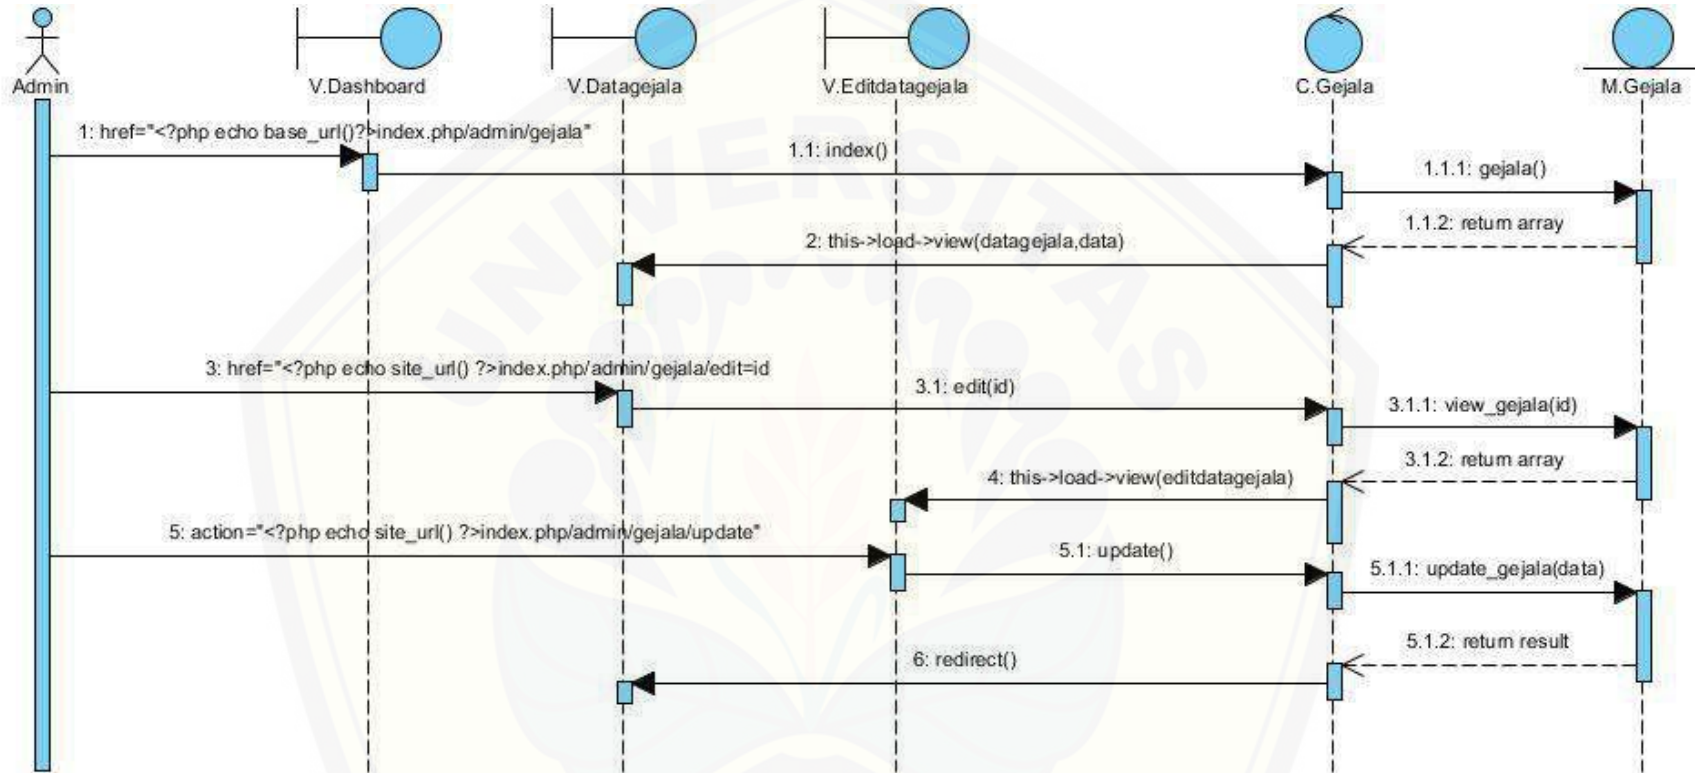 Admin
V.Dashboard
V.Datagejala
V.Editdatagejala
C.Gejala
M.Gejala
1: href="<?php echo base_url()?>index.php/admin/gejala"
1.1: index()
1.1.1: gejala()
1.1.2: return array
2: this->load->view(datagejala,data)
3: href="<?php echo site_url() ?>index.php/admin/gejala/edit=id
3.1: edit(id)
3.1.1: view_gejala(id)
3.1.2: return array
4: this->load->view(editdatagejala)
5: action="<?php echo site_url() ?>index.php/admin/gejala/update"
5.1: update()
5.1.1: update_gejala(data)
5.1.2: return result
6: redirect()
UNIVERSITAS